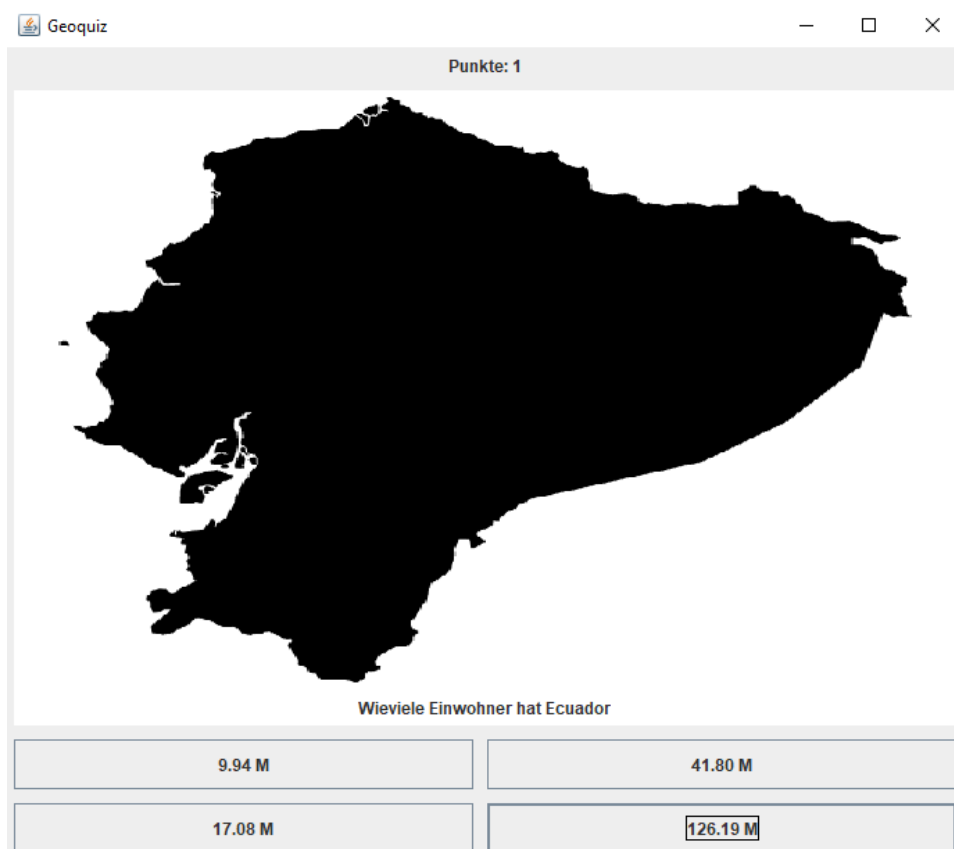 Geoquiz
Punkte: 1
Wieviele Einwohner hat Ecuador
9.94 M
41.80 M
17.08 M
126.19 M